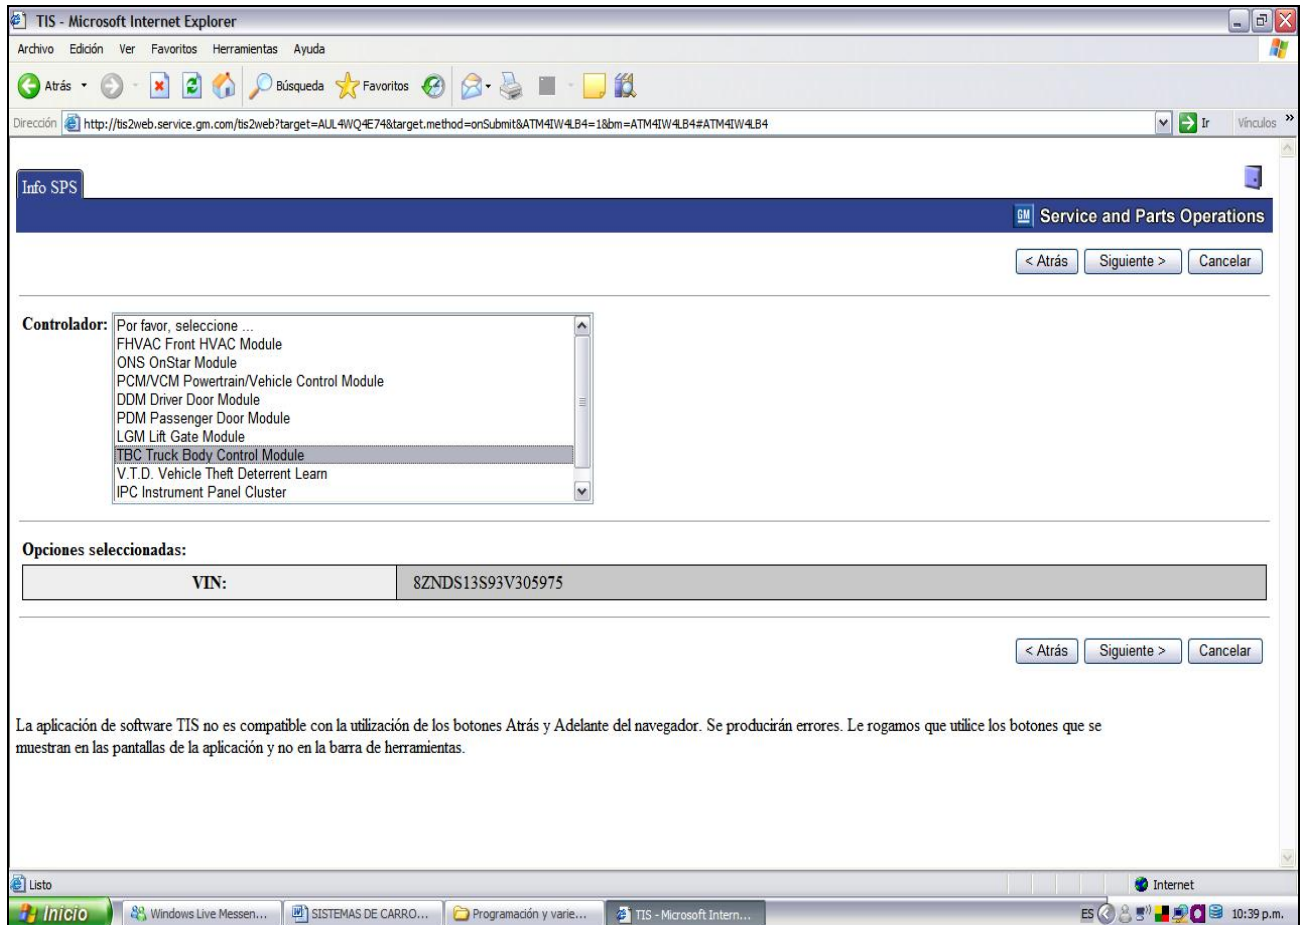 TIS - Microsoft Internet Explorer
Archivo Edición Ver Favoritos Herramientas Ayuda
Atrás Búsqueda Favoritos
Dirección http://tis2web.service.gm.com/tis2web?target=AUL4WQ4E74&target.method=onSubmit&ATM4IW4LB4=1&bm=ATM4IW4LB4#ATM4IW4LB4 Ir Vínculos »
Info SPS
GM Service and Parts Operations
< Atrás Siguiente > Cancelar
Controlador: Por favor, seleccione ...
FHVAC Front HVAC Module
ONS OnStar Module
PCM/VCM Powertrain/Vehicle Control Module
DDM Driver Door Module
PDM Passenger Door Module
LGM Lift Gate Module
TBC Truck Body Control Module
V.T.D. Vehicle Theft Deterrent Learn
IPC Instrument Panel Cluster
Opciones seleccionadas:
VIN: 8ZNDS13S93V305975
< Atrás Siguiente > Cancelar
La aplicación de software TIS no es compatible con la utilización de los botones Atrás y Adelante del navegador. Se producirán errores. Le rogamos que utilice los botones que se
muestran en las pantallas de la aplicación y no en la barra de herramientas.
Listo Internet
Inicio Windows Live Messen... SISTEMAS DE CARRO... Programación y varie... TIS - Microsoft Intern... ES 10:39 p.m.